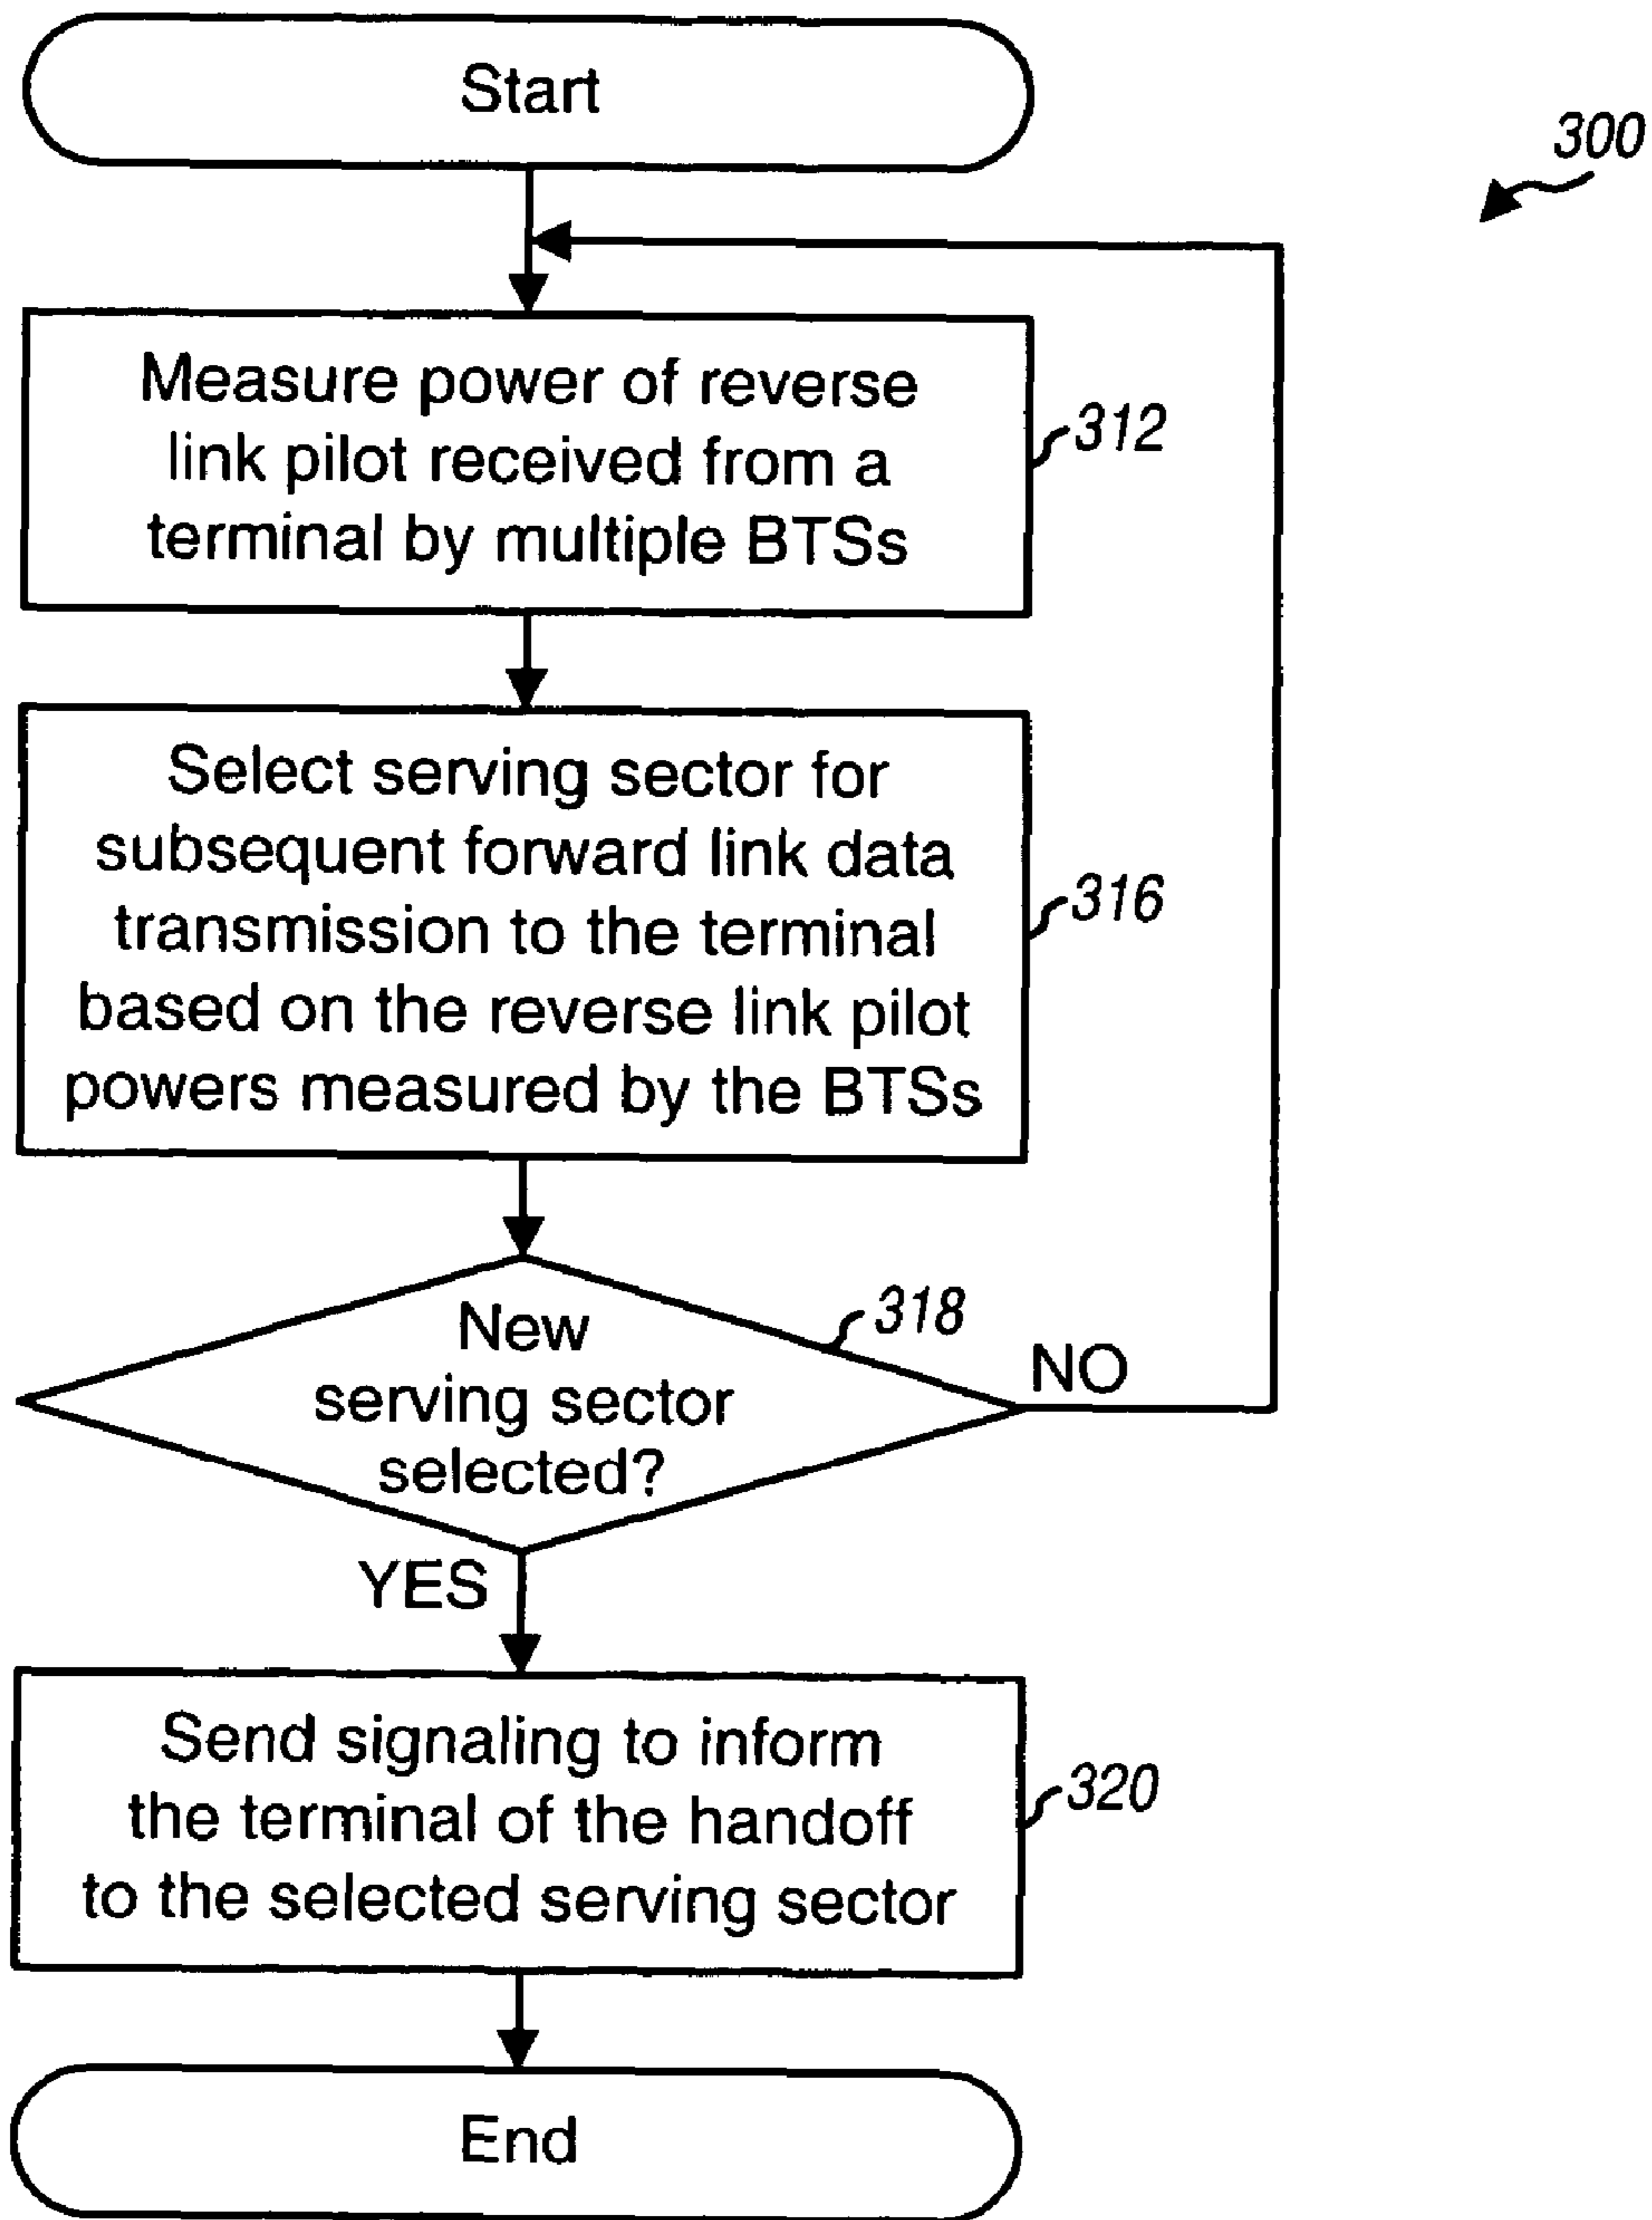 Start
300
Measure power of reverse
link pilot received from a
terminal by multiple BTSs
312
Select serving sector for
subsequent forward link data
transmission to the terminal
based on the reverse link pilot
powers measured by the BTSs
316
New
serving sector
selected?
318
NO
YES
Send signaling to inform
the terminal of the handoff
to the selected serving sector
320
End